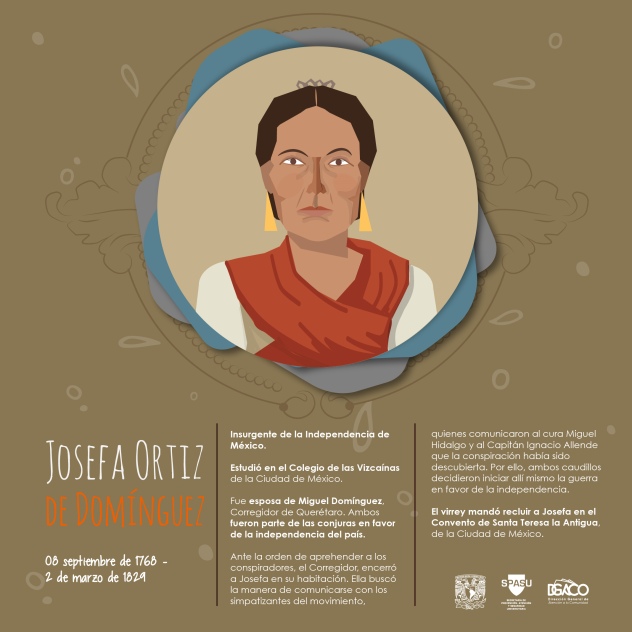 JOSEFA ORTIZ
DE DOMÍNGUEZ
08 septiembre de 1768 -
2 de marzo de 1829
Insurgente de la Independencia de
México.
Estudió en el Colegio de las Vizcaínas
de la Ciudad de México.
Fue esposa de Miguel Domínguez,
Corregidor de Querétaro. Ambos
fueron parte de las conjuras en favor
de la independencia del país.
Ante la orden de aprehender a los
conspiradores, el Corregidor, encerró
a Josefa en su habitación. Ella buscó
la manera de comunicarse con los
simpatizantes del movimiento,
quienes comunicaron al cura Miguel
Hidalgo y al Capitán Ignacio Allende
que la conspiración había sido
descubierta. Por ello, ambos caudillos
decidieron iniciar allí mismo la guerra
en favor de la independencia.
El virrey mandó recluir a Josefa en el
Convento de Santa Teresa la Antigua,
de la Ciudad de México.
SPASU
DGACO
Dirección General de